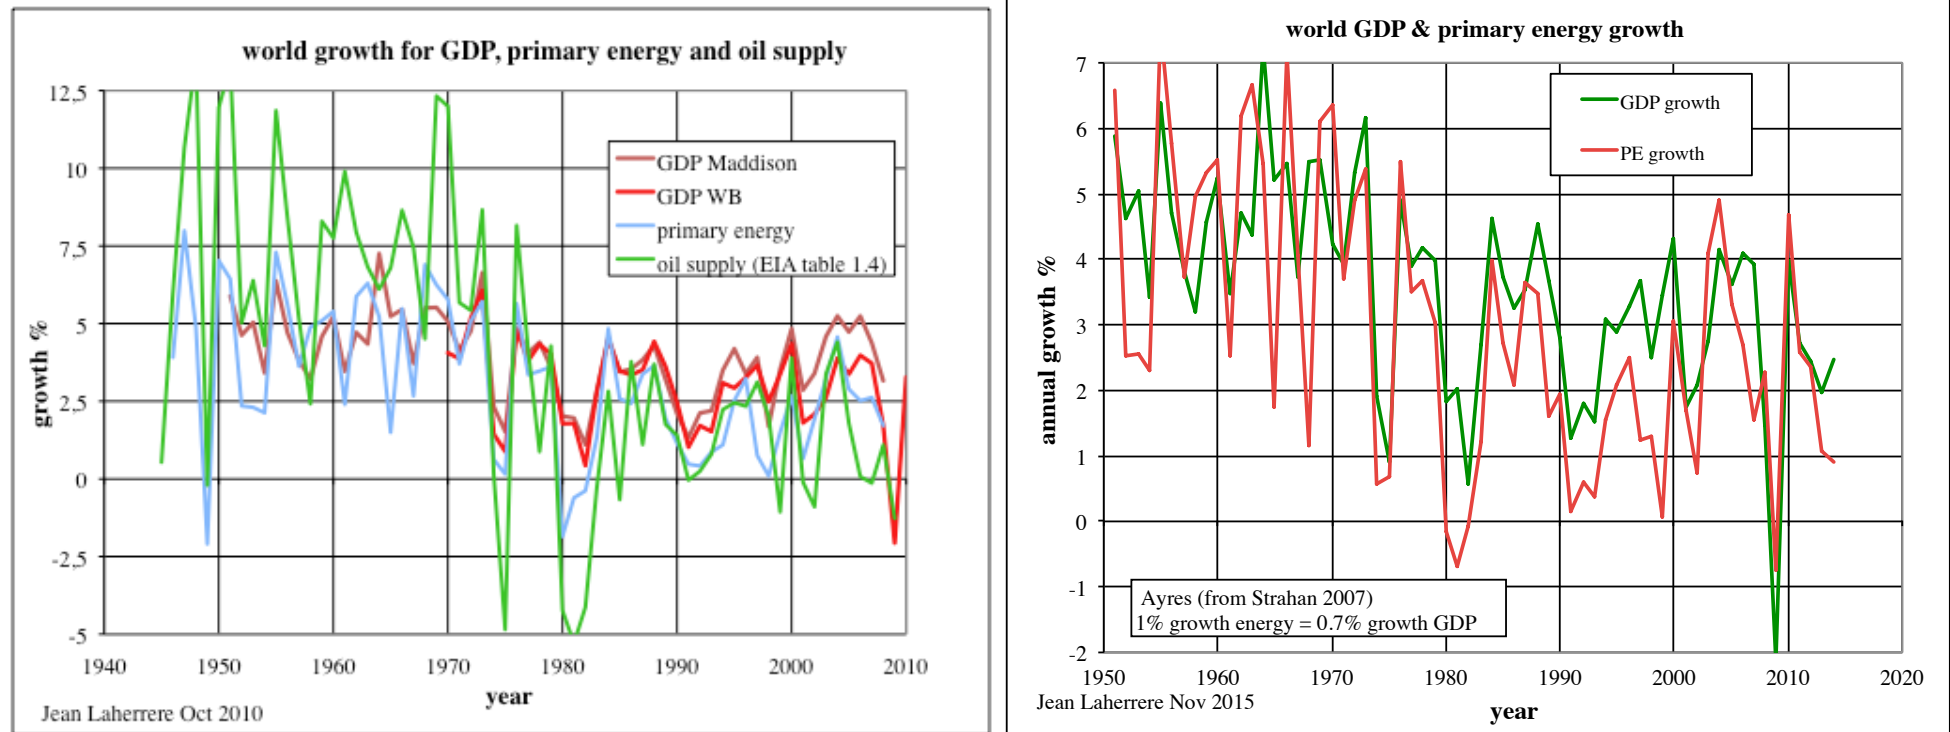 world growth for GDP, primary energy and oil supply
12,5
10
7,5
5
2,5
0
-2,5
-5
growth %
GDP Maddison
GDP WB
primary energy
oil supply (EIA table 1.4)
1940 1950 1960 1970 1980 1990 2000 2010
year
Jean Laherrere Oct 2010
world GDP & primary energy growth
7
6
5
4
3
2
1
0
-1
-2
annual growth %
GDP growth
PE growth
Ayres (from Strahan 2007)
1% growth energy = 0.7% growth GDP
1950 1960 1970 1980 1990 2000 2010 2020
Jean Laherrere Nov 2015
year